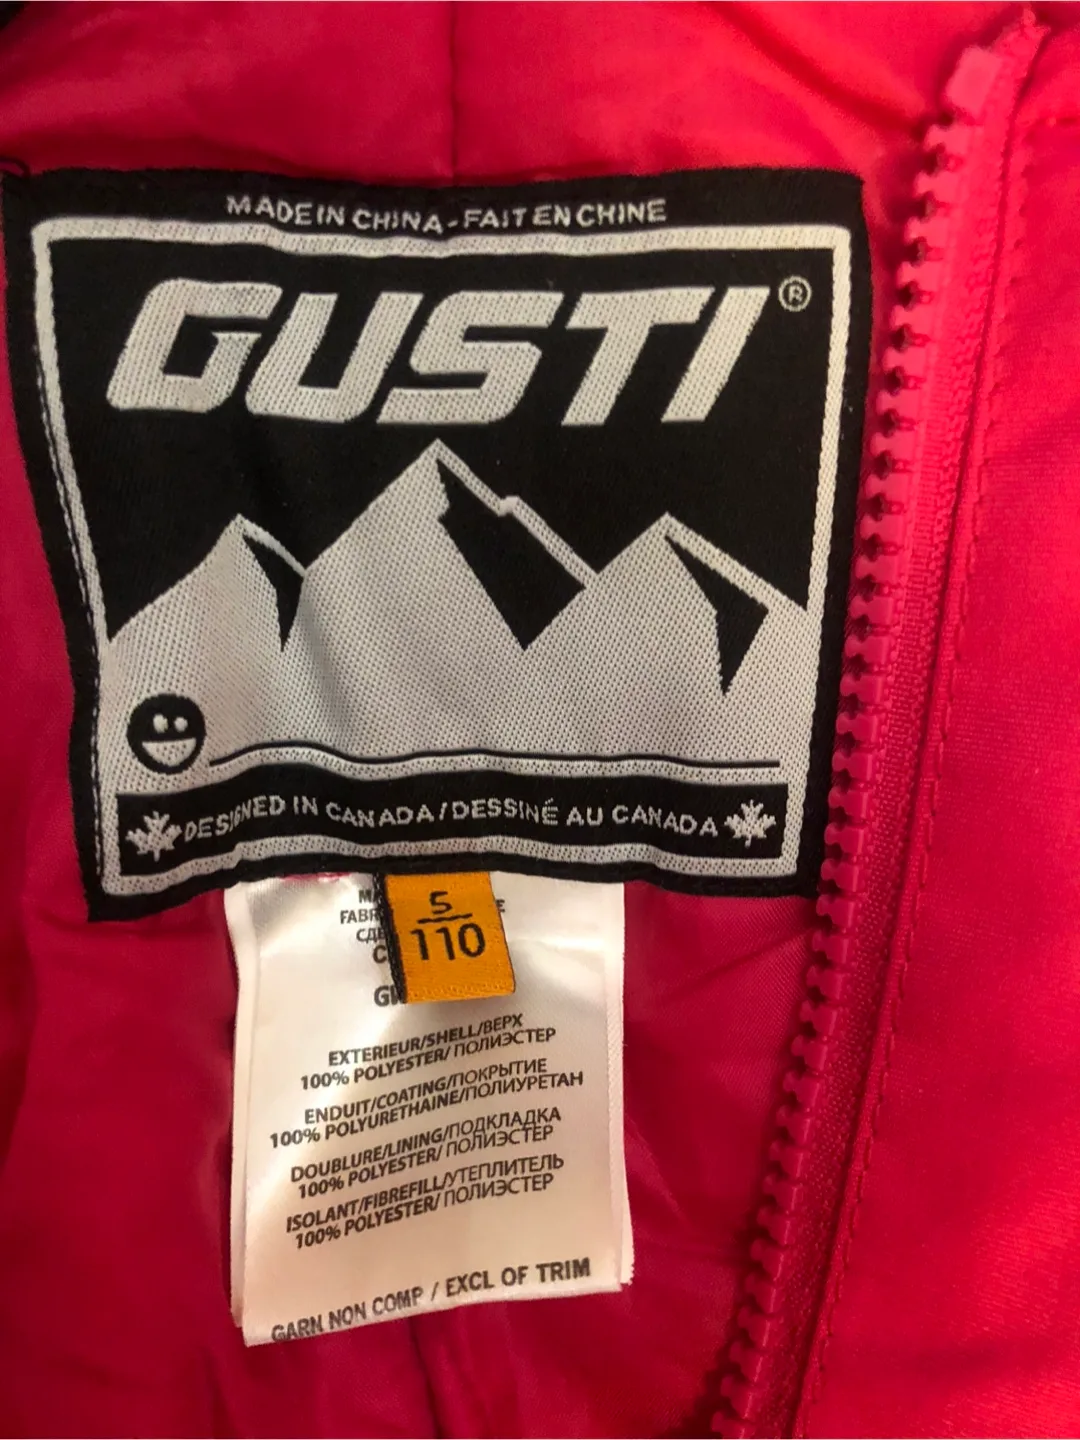 MADE IN CHINA - FAIT EN CHINE
GUSTI®
DESIGNED IN CANADA / DESSINÉ AU CANADA
5
110
EXTERIEUR/SHELL/ВЕРХ
100% POLYESTER/ ПОЛИЭСТЕР
ENDUIT/COATING/ПОКРЫТИЕ
100% POLYURETHAINE/ПОЛИУРЕТАН
DOUBLURE/LINING/ПОДКЛАДКА
100% POLYESTER/ ПОЛИЭСТЕР
ISOLANT/FIBREFILL/УТЕПЛИТЕЛЬ
100% POLYESTER/ ПОЛИЭСТЕР
GARN NON COMP / EXCL OF TRIM